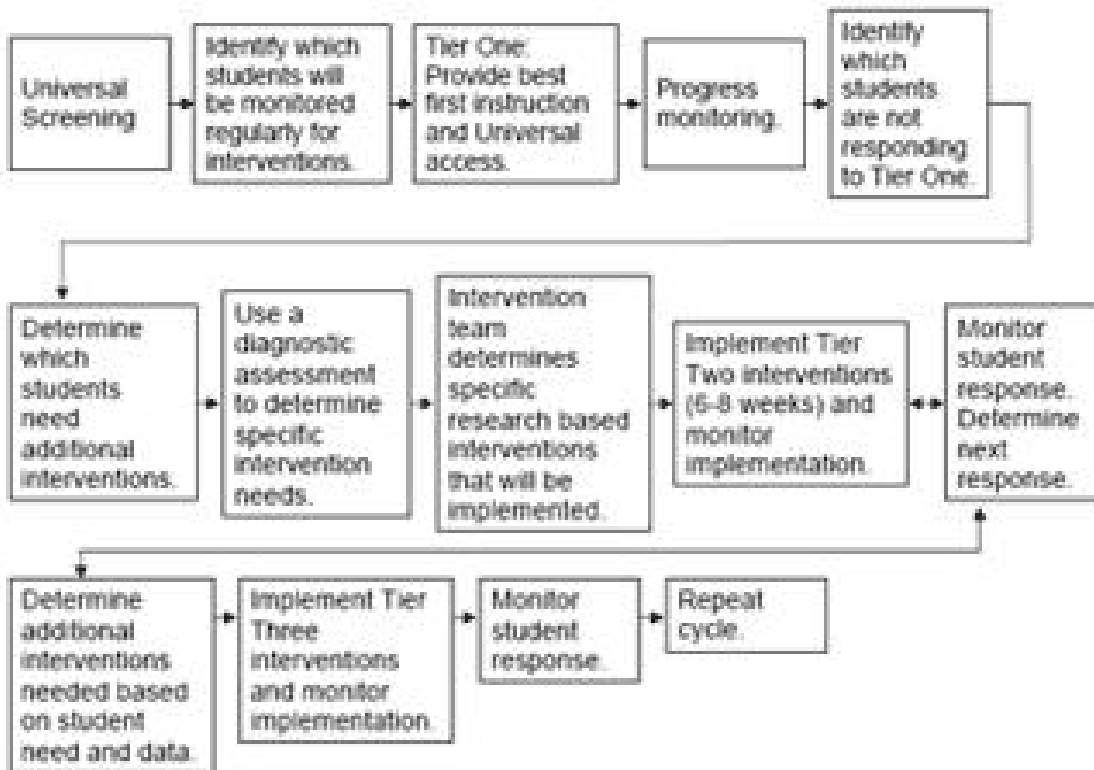 Universal
Screening
Identify which
students will
be monitored
regularly for
interventions.
Tier One:
Provide best
first instruction
and Universal
access.
Progress
monitoring.
Identify
which
students
are not
responding
to Tier One.
Determine
which
students
need
additional
interventions.
Use a
diagnostic
assessment
to determine
specific
intervention
needs.
Intervention
team
determines
specific
research based
interventions
that will be
implemented.
Implement Tier
Two interventions
(6-8 weeks) and
monitor
implementation.
Monitor
student
response.
Determine
next
response.
Determine
additional
interventions
needed based
on student
need and data.
Implement Tier
Three
interventions
and monitor
implementation.
Monitor
student
response.
Repeat
cycle.